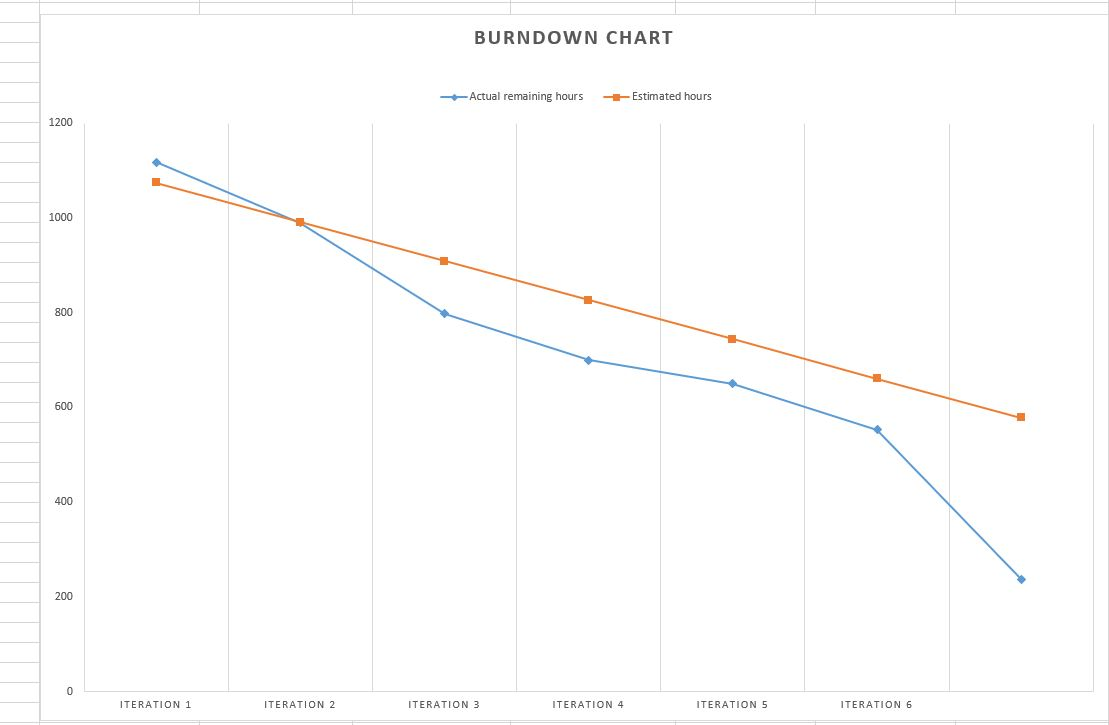 BURNDOWN CHART
Actual remaining hours Estimated hours
1200
1000
800
600
400
200
0
ITERATION 1 ITERATION 2 ITERATION 3 ITERATION 4 ITERATION 5 ITERATION 6